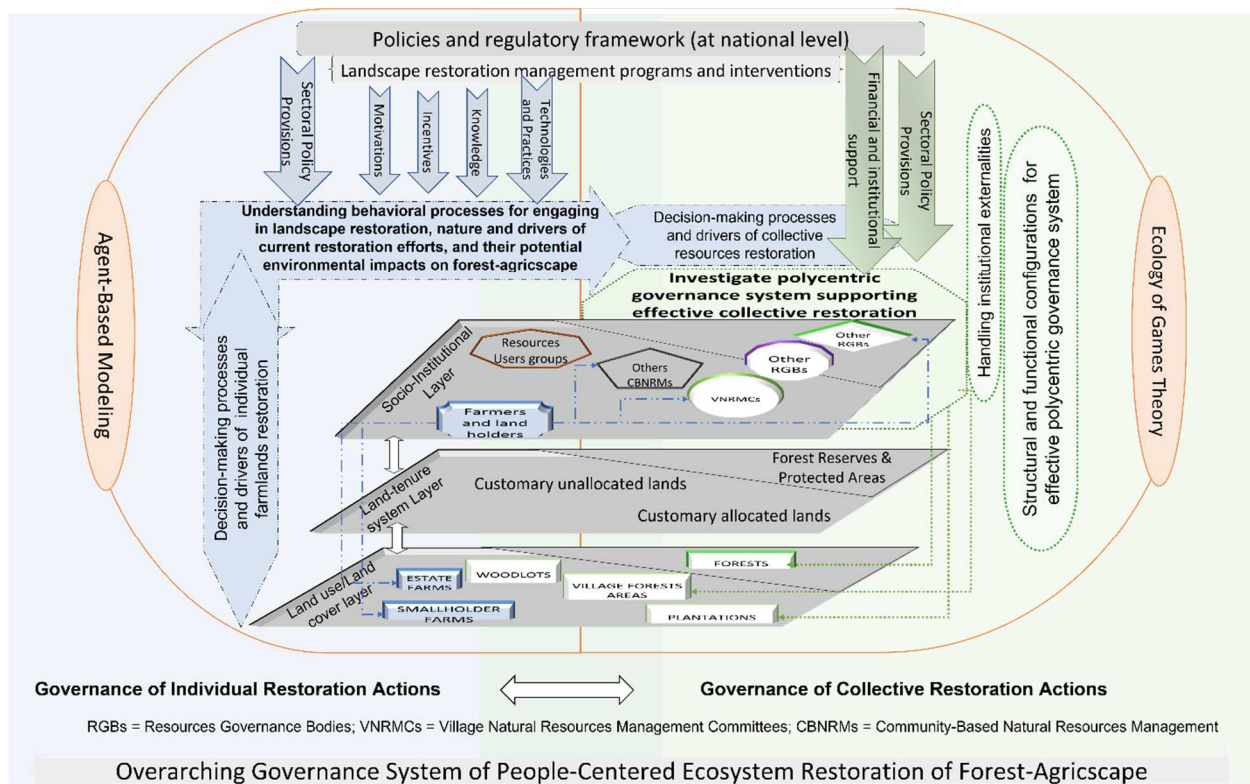 Policies and regulatory framework (at national level)
Landscape restoration management programs and interventions
Sectoral Policy
Provisions
Motivations
Incentives
Knowledge
Technologies
and Practices
Financial and institutional
support
Sectoral Policy
Provisions
Handling institutional externalities
Structural and functional configurations for
effective polycentric governance system
Agent-Based Modeling
Ecology of Games Theory
Understanding behavioral processes for engaging
in landscape restoration, nature and drivers of
current restoration efforts, and their potential
environmental impacts on forest-agricscape
Decision-making processes
and drivers of collective
resources restoration
Decision-making processes
and drivers of individual
farmlands restoration
Investigate polycentric
governance system supporting
effective collective restoration
Socio-Institutional
Layer
Resources
Users groups
Others
CBNRMs
Other
RGBs
Other
RGBs
VNRMCs
Farmers
and land
holders
Land-tenure
system Layer
Customary unallocated lands
Forest Reserves &
Protected Areas
Customary allocated lands
Land use/Land
cover layer
ESTATE
FARMS
WOODLOTS
FORESTS
VILLAGE FORESTS
AREAS
SMALLHOLDER
FARMS
PLANTATIONS
Governance of Individual Restoration Actions
Governance of Collective Restoration Actions
RGBs = Resources Governance Bodies; VNRMCs = Village Natural Resources Management Committees; CBNRMs = Community-Based Natural Resources Management
Overarching Governance System of People-Centered Ecosystem Restoration of Forest-Agricscape